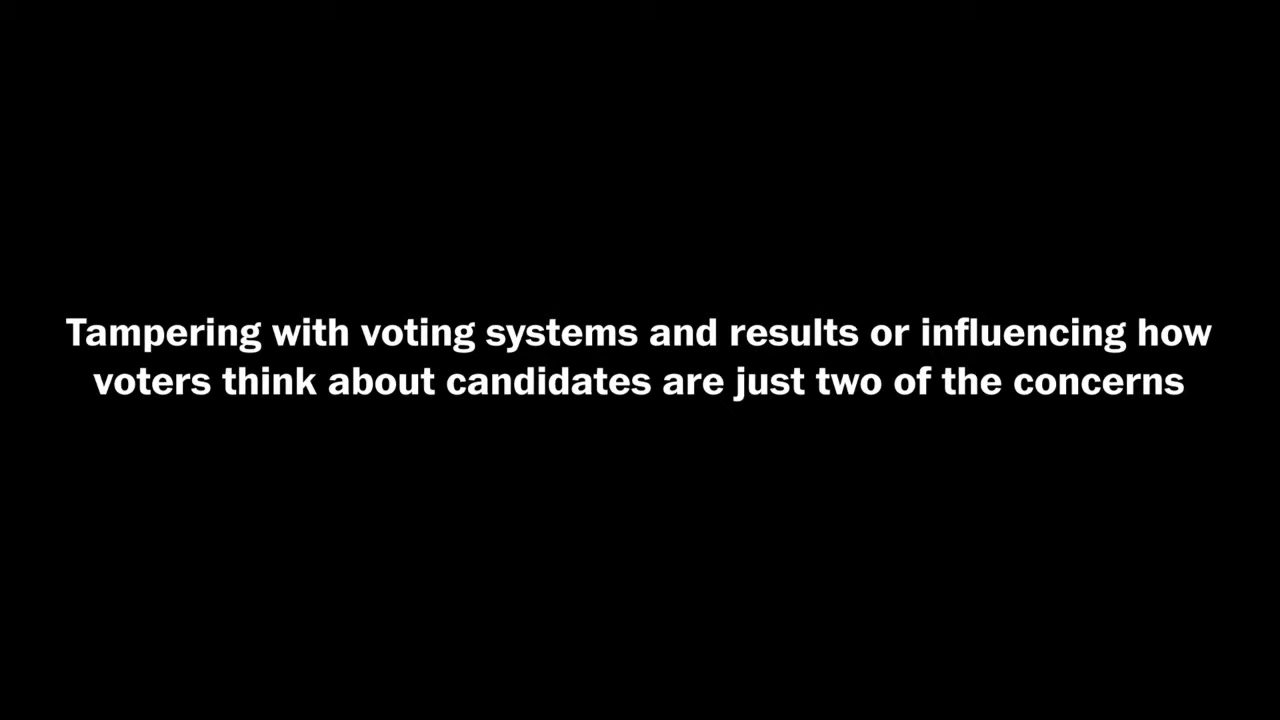 Tampering with voting systems and results or influencing how
voters think about candidates are just two of the concerns